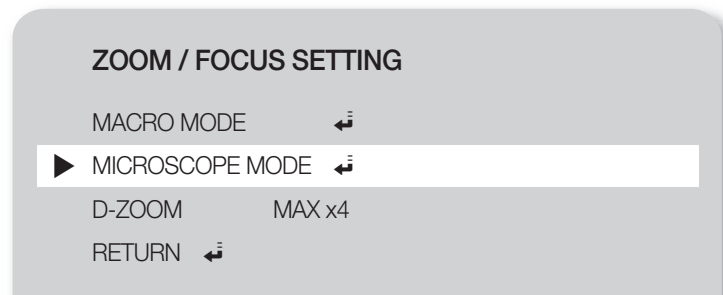 ZOOM / FOCUS SETTING
MACRO MODE ↵
▶ MICROSCOPE MODE ↵
D-ZOOM MAX x4
RETURN ↵